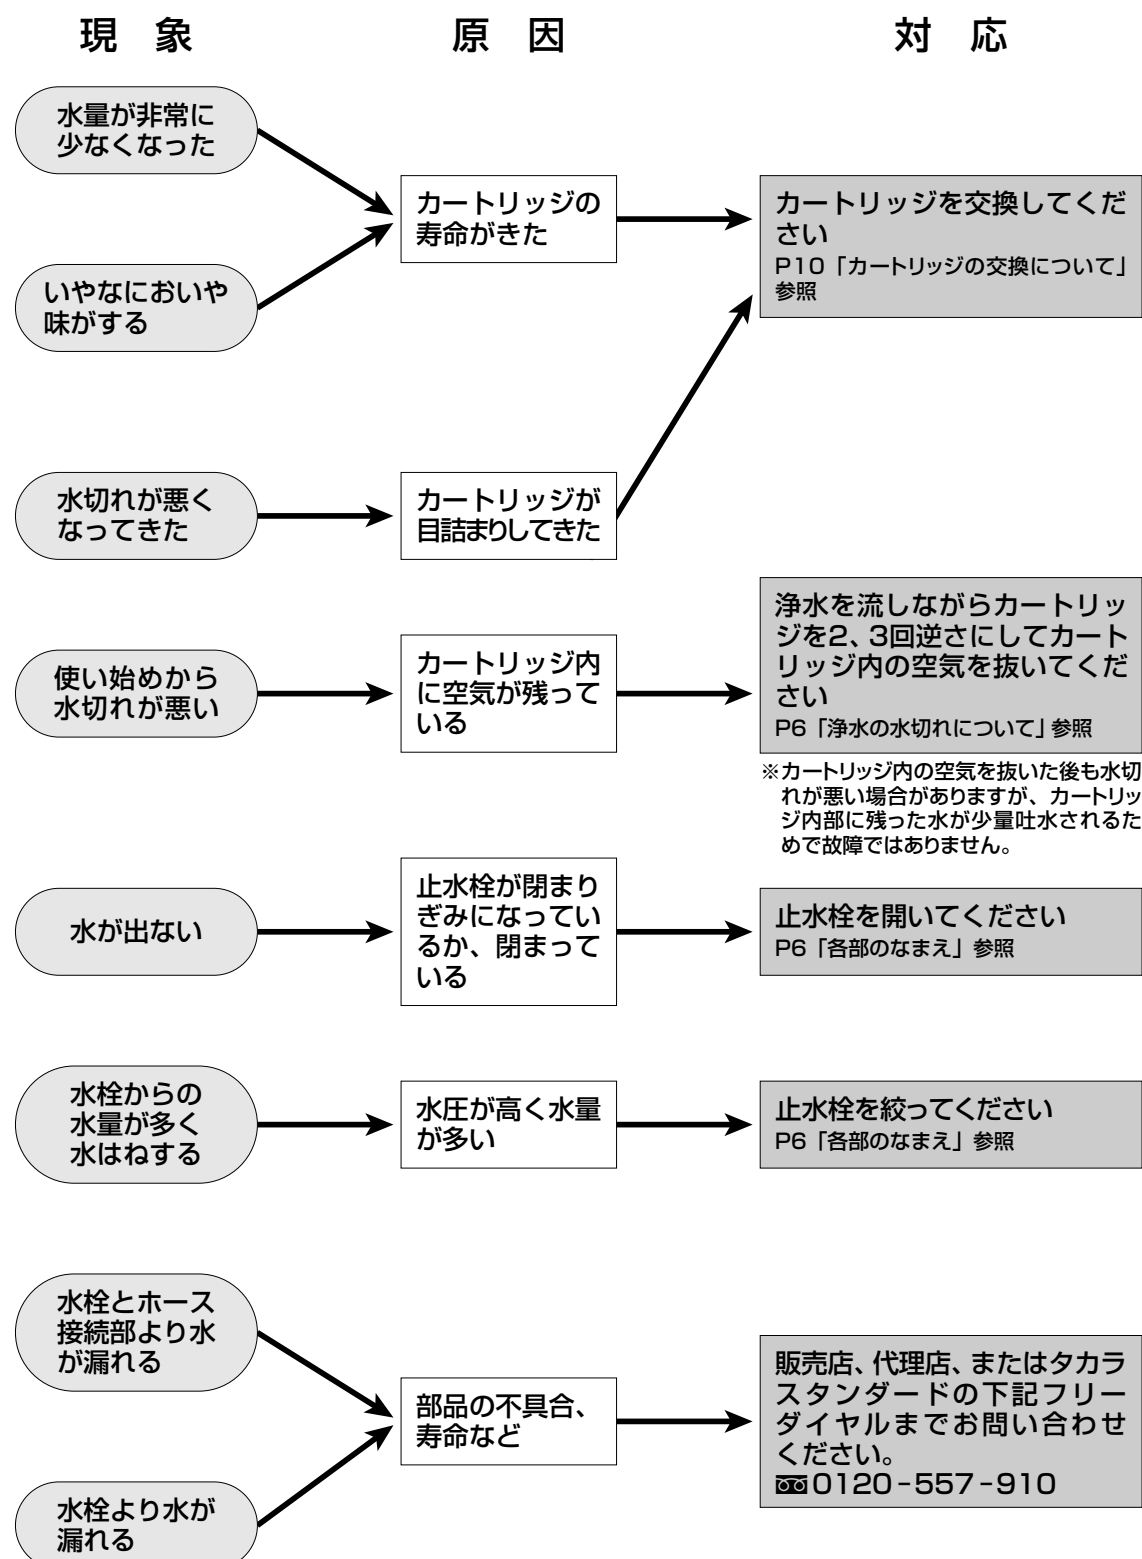 現 象
原 因
対 応
水量が非常に
少なくなった
いやなにおいや
味がする
カートリッジの
寿命がきた
カートリッジを交換してくだ
さい
P10「カートリッジの交換について」
参照
水切れが悪く
なってきた
カートリッジが
目詰まりしてきた
使い始めから
水切れが悪い
カートリッジ内
に空気が残って
いる
浄水を流しながらカートリッ
ジを2、3回逆さにしてカート
リッジ内の空気を抜いてくだ
さい
P6「浄水の水切れについて」参照
※カートリッジ内の空気を抜いた後も水切
れが悪い場合がありますが、カートリッ
ジ内部に残った水が少量吐水されるた
めで故障ではありません。
水が出ない
止水栓が閉まり
ぎみになってい
るか、閉まって
いる
止水栓を開いてください
P6「各部のなまえ」参照
水栓からの
水量が多く
水はねする
水圧が高く水量
が多い
止水栓を絞ってください
P6「各部のなまえ」参照
水栓とホース
接続部より水
が漏れる
水栓より水が
漏れる
部品の不具合、
寿命など
販売店、代理店、またはタカラ
スタンダードの下記フリー
ダイヤルまでお問い合わせ
ください。
0120-557-910